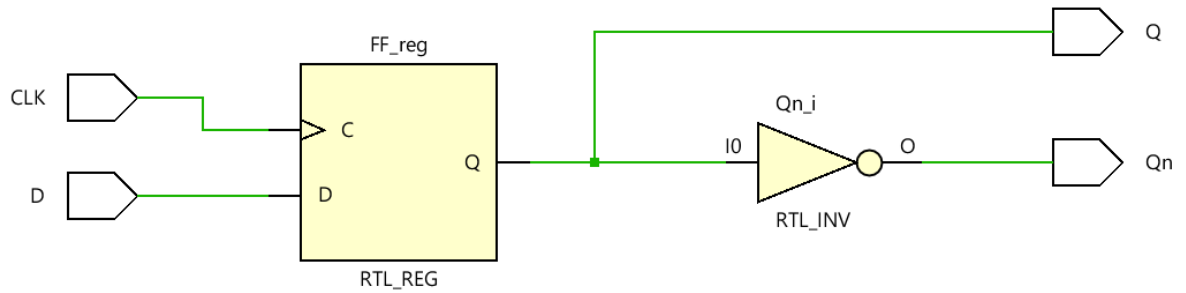 FF_reg
CLK
C
D
D
Q
RTL_REG
Q
Qn_i
I0
O
Qn
RTL_INV